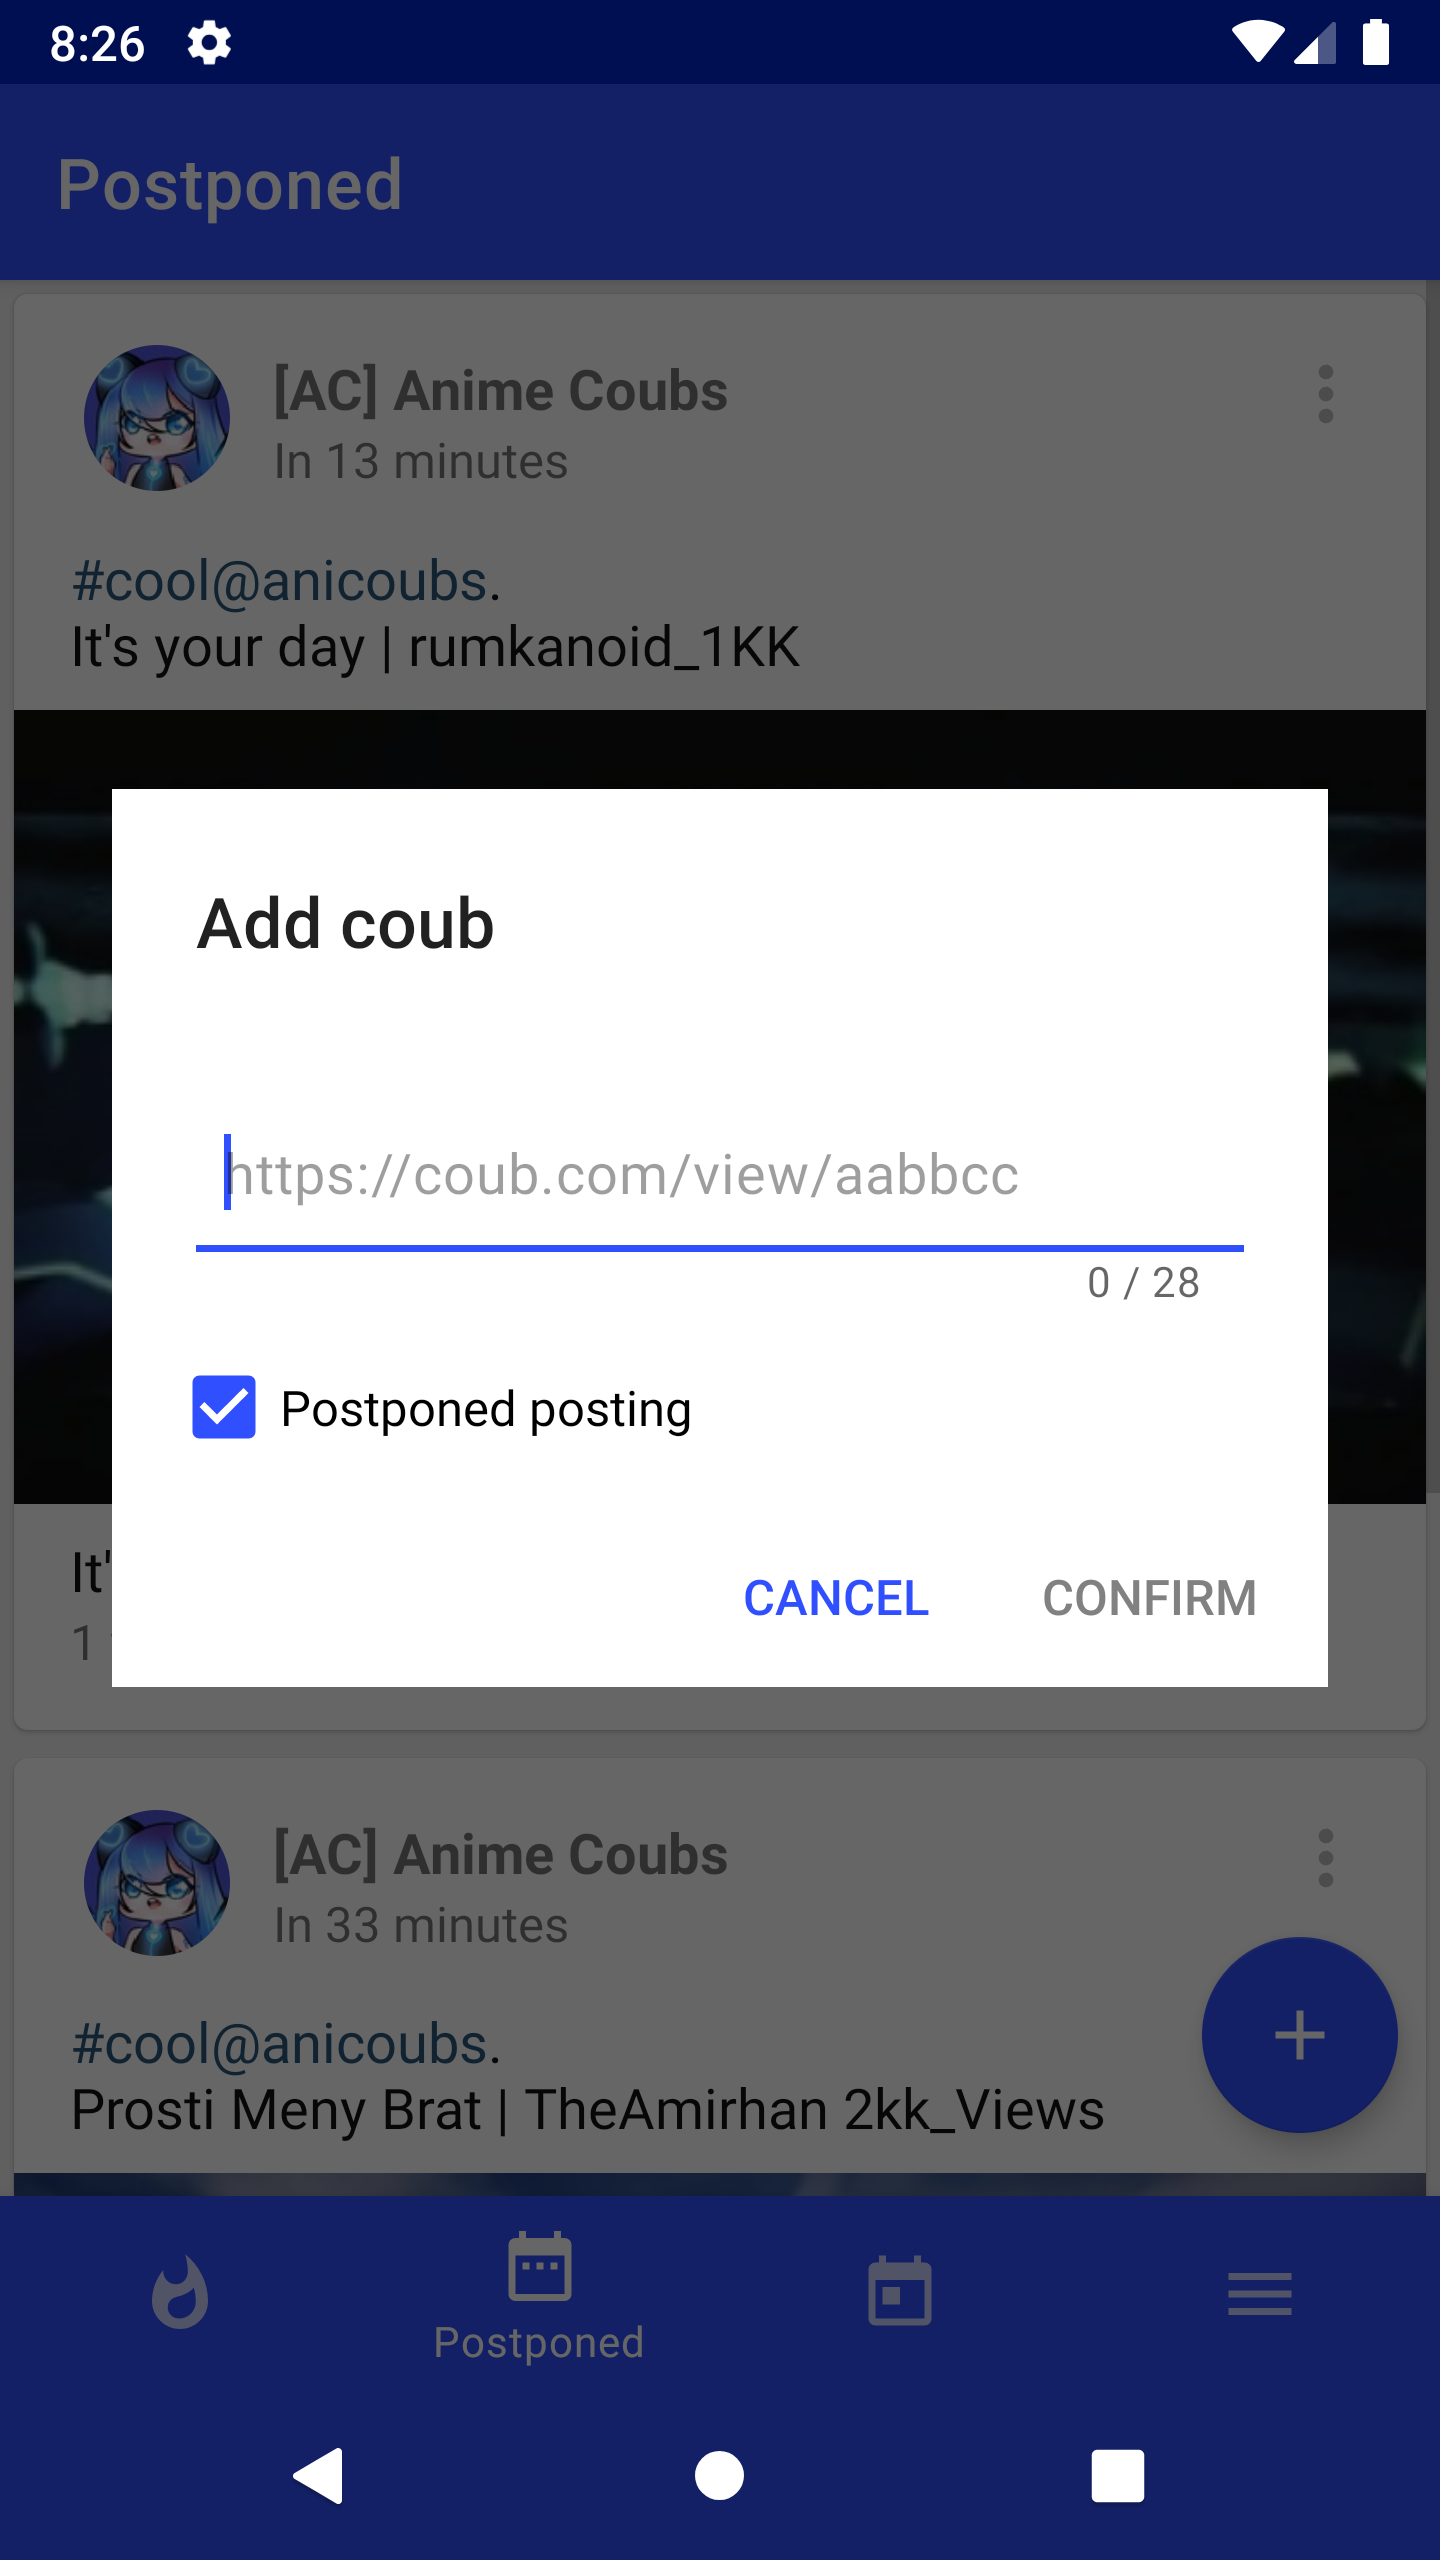 8:26
Postponed
[AC] Anime Coubs
In 13 minutes
#cool@anicoubs.
It's your day | rumkanoid_1KK
Add coub
https://coub.com/view/aabbcc
0 / 28
Postponed posting
CANCEL
CONFIRM
It'
1
[AC] Anime Coubs
In 33 minutes
#cool@anicoubs.
Prosti Meny Brat | TheAmirhan 2kk_Views
Postponed